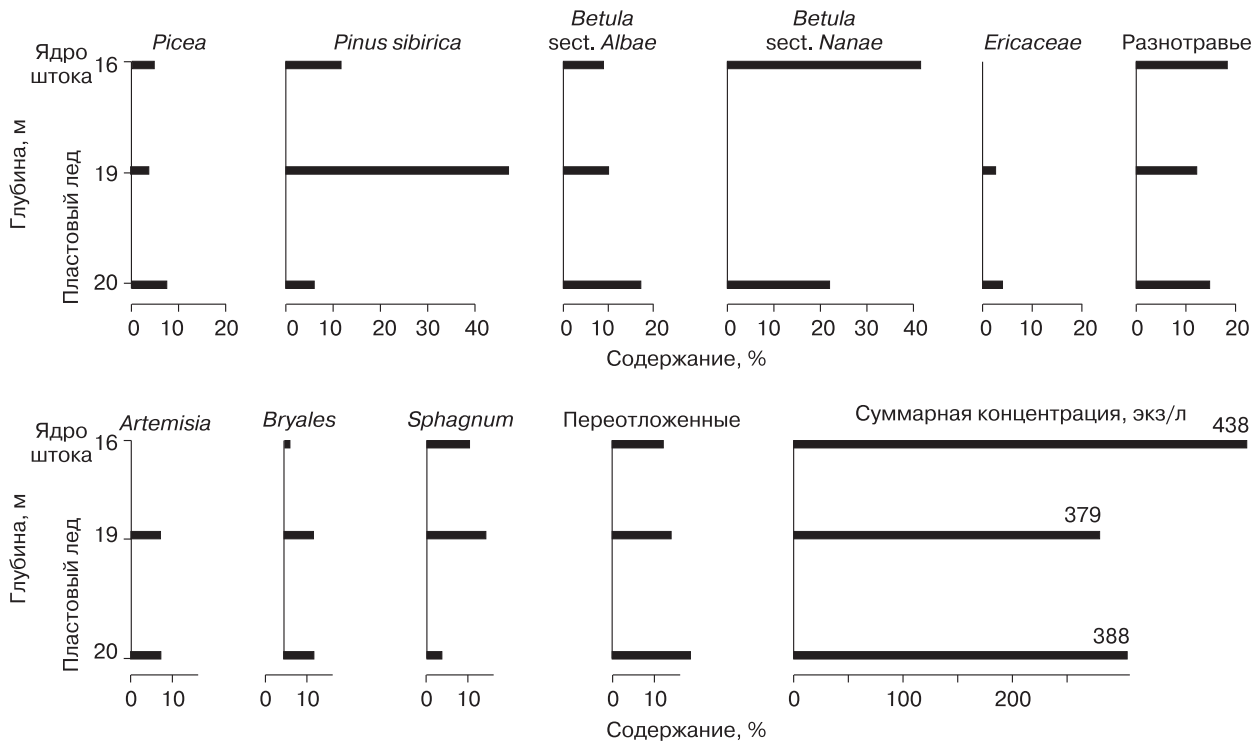 Picea
Pinus sibirica
Betula
sect. Albae
Betula
sect. Nanae
Ericaceae
Разнотравье
Ядро
штока
16
19
20
Глубина, м
Пластовый лед
0 10 20
0 10 20 30 40
0 10 20
0 10 20 30 40
0 10 20
0 10 20
Содержание, %
Artemisia
Bryales
Sphagnum
Переотложенные
Суммарная концентрация, экз/л
Ядро
штока
16
19
20
Глубина, м
Пластовый лед
438
379
388
0 10
0 10
0 10
0 10
0 100 200
Содержание, %